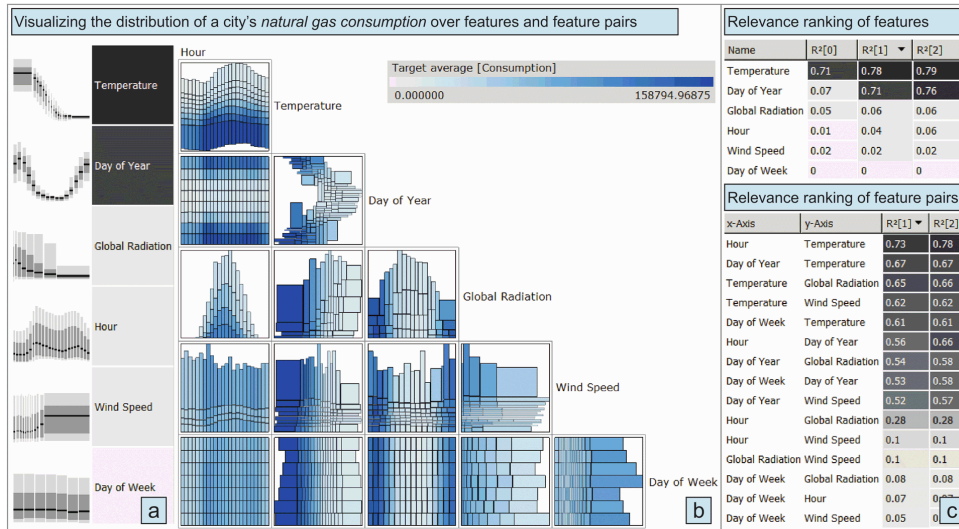 Visualizing the distribution of a city's natural gas consumption over features and feature pairs
Temperature
Day of Year
Global Radiation
Hour
Wind Speed
Day of Week
a
Hour
Temperature
Day of Year
Global Radiation
Wind Speed
Day of Week
Target average [Consumption]
0.000000 158794.96875
b
Relevance ranking of features
Name R²[0] R²[1] R²[2]
Temperature 0.71 0.78 0.79
Day of Year 0.07 0.71 0.76
Global Radiation 0.05 0.06 0.06
Hour 0.01 0.04 0.06
Wind Speed 0.02 0.02 0.02
Day of Week 0 0 0
Relevance ranking of feature pairs
x-Axis y-Axis R²[1] R²[2]
Hour Temperature 0.73 0.78
Day of Year Temperature 0.67 0.67
Temperature Global Radiation 0.65 0.66
Temperature Wind Speed 0.62 0.62
Day of Week Temperature 0.61 0.61
Hour Day of Year 0.56 0.66
Day of Year Global Radiation 0.54 0.58
Day of Week Day of Year 0.53 0.58
Day of Year Wind Speed 0.52 0.57
Hour Global Radiation 0.28 0.28
Hour Wind Speed 0.1 0.1
Global Radiation Wind Speed 0.1 0.1
Day of Week Global Radiation 0.08 0.08
Day of Week Hour 0.07
Day of Week Wind Speed 0.05
c